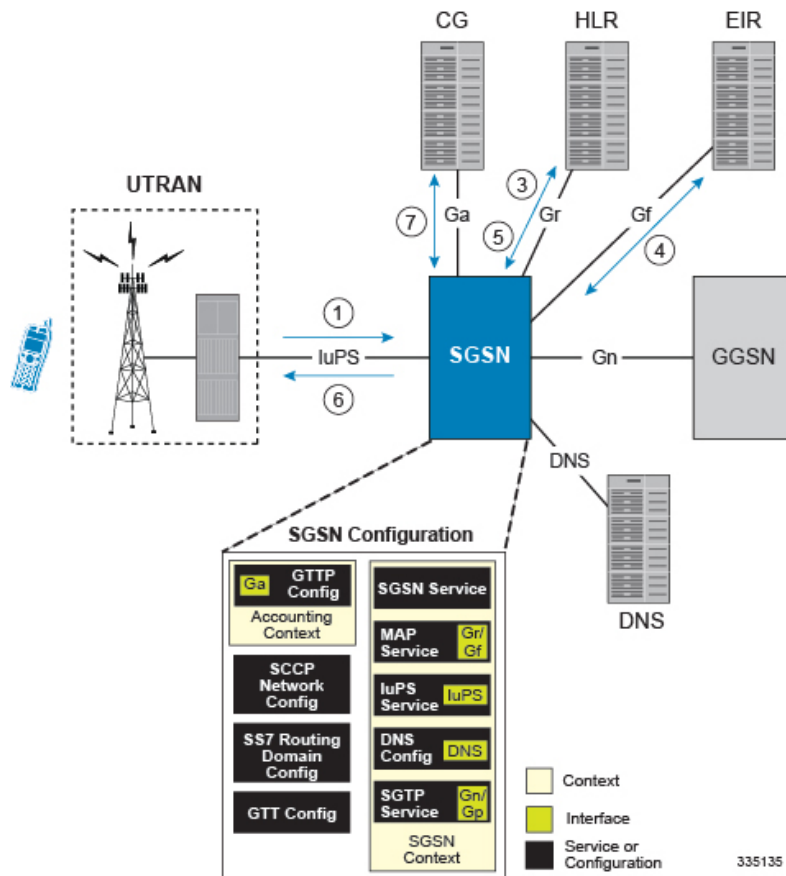 CG
HLR
EIR
UTRAN
3
7
Ga
5
Gr
Gf
4
1
IuPS
6
SGSN
Gn
GGSN
DNS
DNS
SGSN Configuration
Ga
GTTP
Config
Accounting
Context
SCCP
Network
Config
SS7 Routing
Domain
Config
GTT Config
SGSN Service
MAP
Service
Gr/
Gf
IuPS
Service
IuPS
DNS
Config
DNS
SGTP
Service
Gn/
Gp
SGSN
Context
Context
Interface
Service or
Configuration
335135